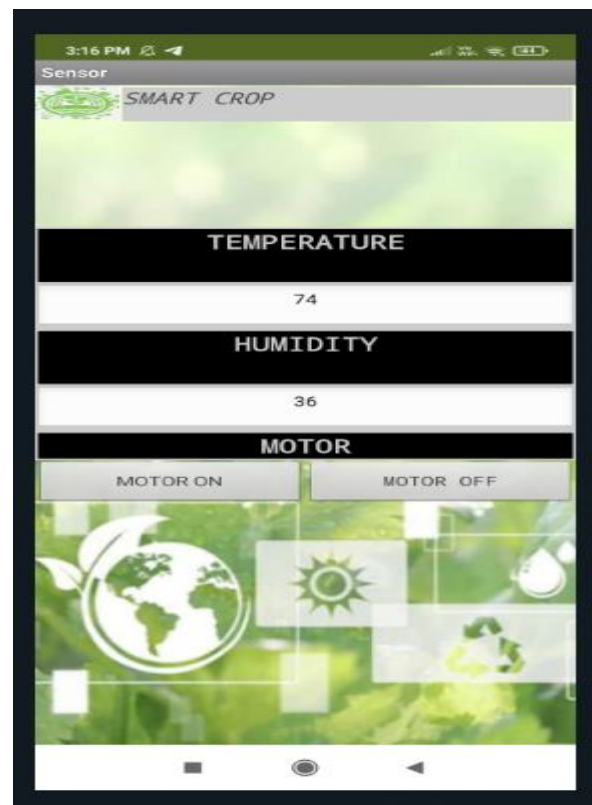 3:16 PM
Sensor
SMART CROP
TEMPERATURE
74
HUMIDITY
36
MOTOR
MOTOR ON MOTOR OFF